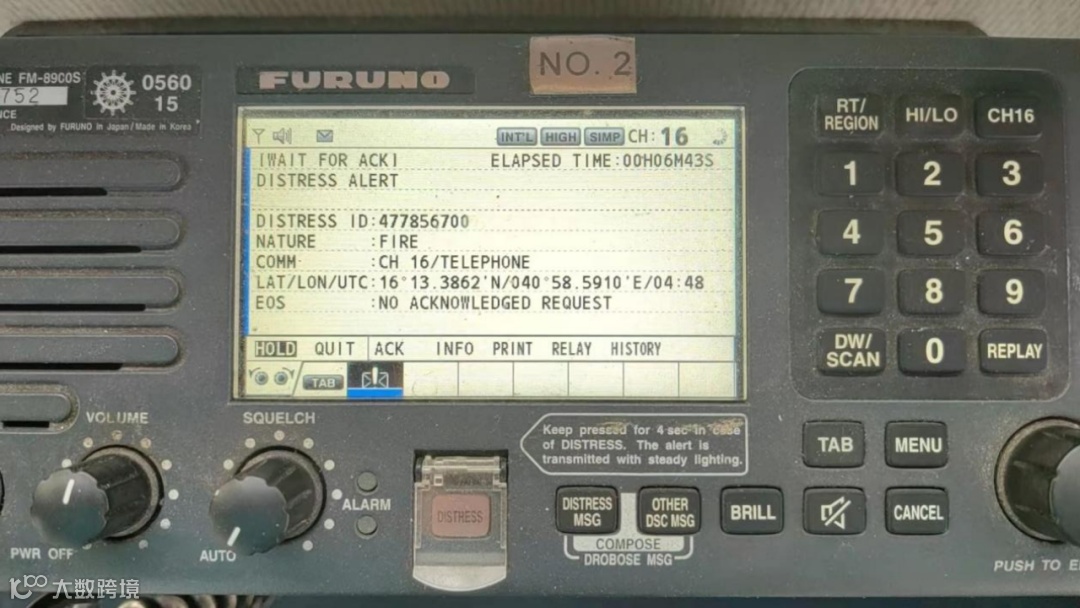 NE FM-8900S
752
NCE
0560
15
Designed by FURUNO In Japan/Made In Korea
FURUNO
NO. 2
INT'L HIGH SIMP CH:16
[WAIT FOR ACK] ELAPSED TIME:00H06M43S
DISTRESS ALERT
DISTRESS ID:477856700
NATURE :FIRE
COMM :CH 16/TELEPHONE
LAT/LON/UTC:16°13.3862'N/040°58.5910'E/04:48
EOS :NO ACKNOWLEDGED REQUEST
HOLD QUIT ACK INFO PRINT RELAY HISTORY
TAB
RT/
REGION
HI/LO
CH16
1 2 3
4 5 6
7 8 9
DW/
SCAN
0
REPLAY
VOLUME
PWR OFF
SQUELCH
AUTO
ALARM
DISTRESS
Keep pressed for 4 sec in case
of DISTRESS. The alert is
transmitted with steady lighting.
TAB
MENU
DISTRESS
MSG
OTHER
DSC MSG
BRILL
CANCEL
COMPOSE
DROBOSE MSG
PUSH TO E
大数跨境